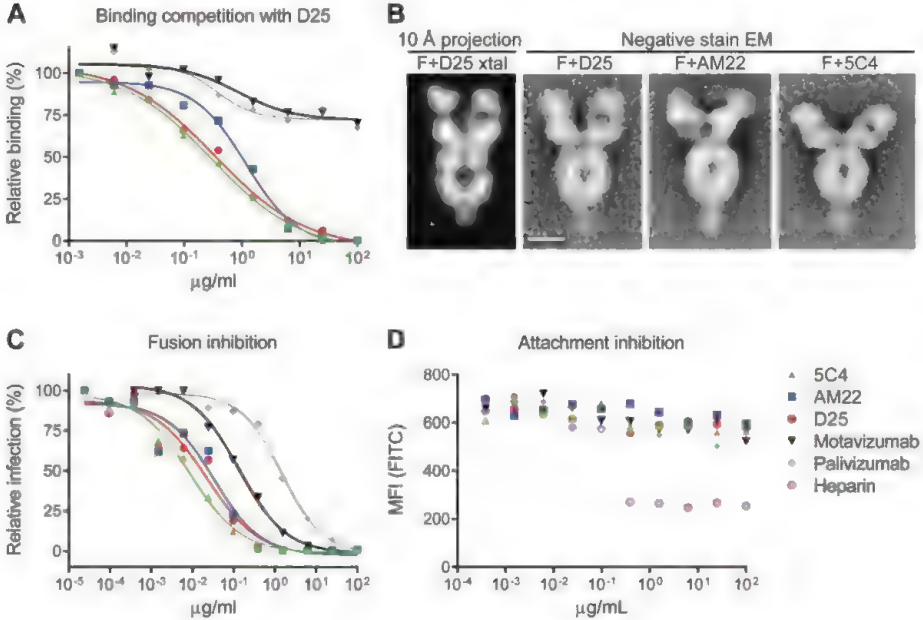 A
Binding competition with D25
Relative binding (%)
100
75
50
25
0
10-3 10-2 10-1 100 101 102
µg/ml
B
10 Å projection
F+D25 xtal
Negative stain EM
F+D25 F+AM22 F+5C4
C
Fusion inhibition
Relative infection (%)
100
75
50
25
0
10-5 10-4 10-3 10-2 10-1 100 101 102
µg/ml
D
Attachment inhibition
MFI (FITC)
800
600
400
200
0
10-4 10-3 10-2 10-1 100 101 102
µg/mL
5C4
AM22
D25
Motavizumab
Palivizumab
Heparin